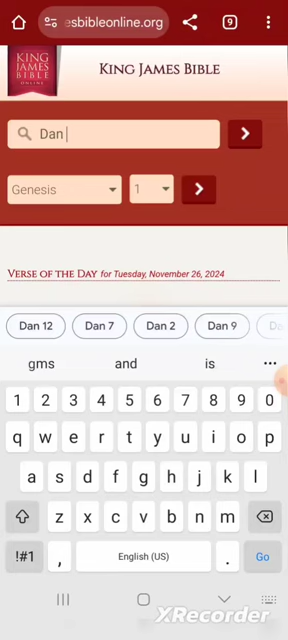 esbibleonline.org
9
KING
JAMES
BIBLE
ONLINE
KING JAMES BIBLE
Dan
Genesis
1
VERSE OF THE DAY for Tuesday, November 26, 2024
Dan 12
Dan 7
Dan 2
Dan 9
gms and is
1 2 3 4 5 6 7 8 9 0
q w e r t y u i o p
a s d f g h j k l
z x c v b n m
!#1 , English (US) . Go
XRecorder